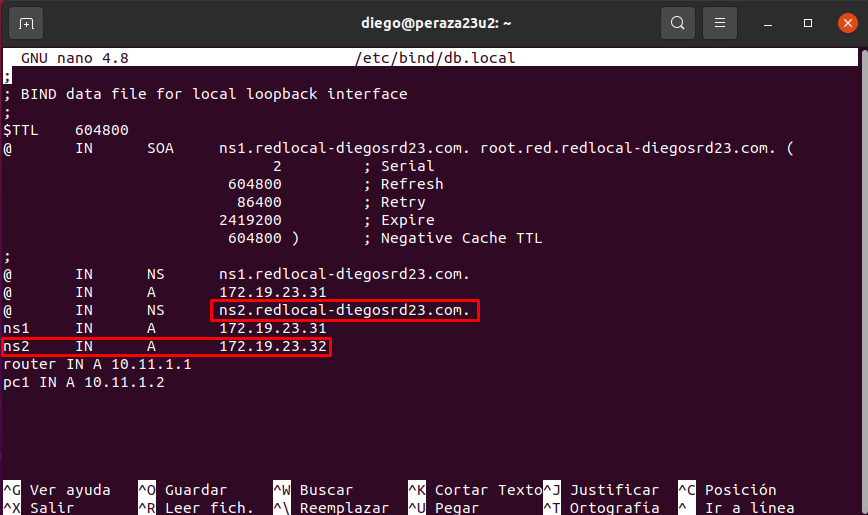 diego@peraza23u2: ~
GNU nano 4.8 /etc/bind/db.local
;
; BIND data file for local loopback interface
;
$TTL 604800
@ IN SOA ns1.redlocal-diegosrd23.com. root.red.redlocal-diegosrd23.com. (
2 ; Serial
604800 ; Refresh
86400 ; Retry
2419200 ; Expire
604800 ) ; Negative Cache TTL
;
@ IN NS ns1.redlocal-diegosrd23.com.
@ IN A 172.19.23.31
@ IN NS ns2.redlocal-diegosrd23.com.
ns1 IN A 172.19.23.31
ns2 IN A 172.19.23.32
router IN A 10.11.1.1
pc1 IN A 10.11.1.2
^G Ver ayuda ^O Guardar ^W Buscar ^K Cortar Texto ^J Justificar ^C Posición
^X Salir ^R Leer fich. ^\ Reemplazar ^U Pegar ^T Ortografía ^ Ir a línea